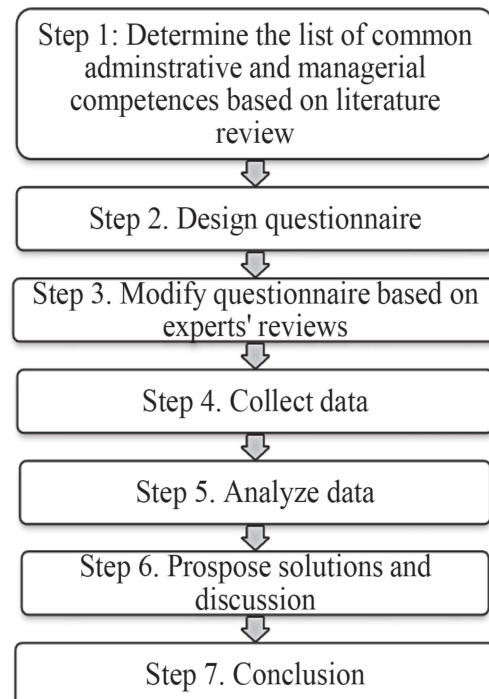 Step 1: Determine the list of common
adminstrative and managerial
competences based on literature
review
Step 2. Design questionnaire
Step 3. Modify questionnaire based on
experts' reviews
Step 4. Collect data
Step 5. Analyze data
Step 6. Prospose solutions and
discussion
Step 7. Conclusion